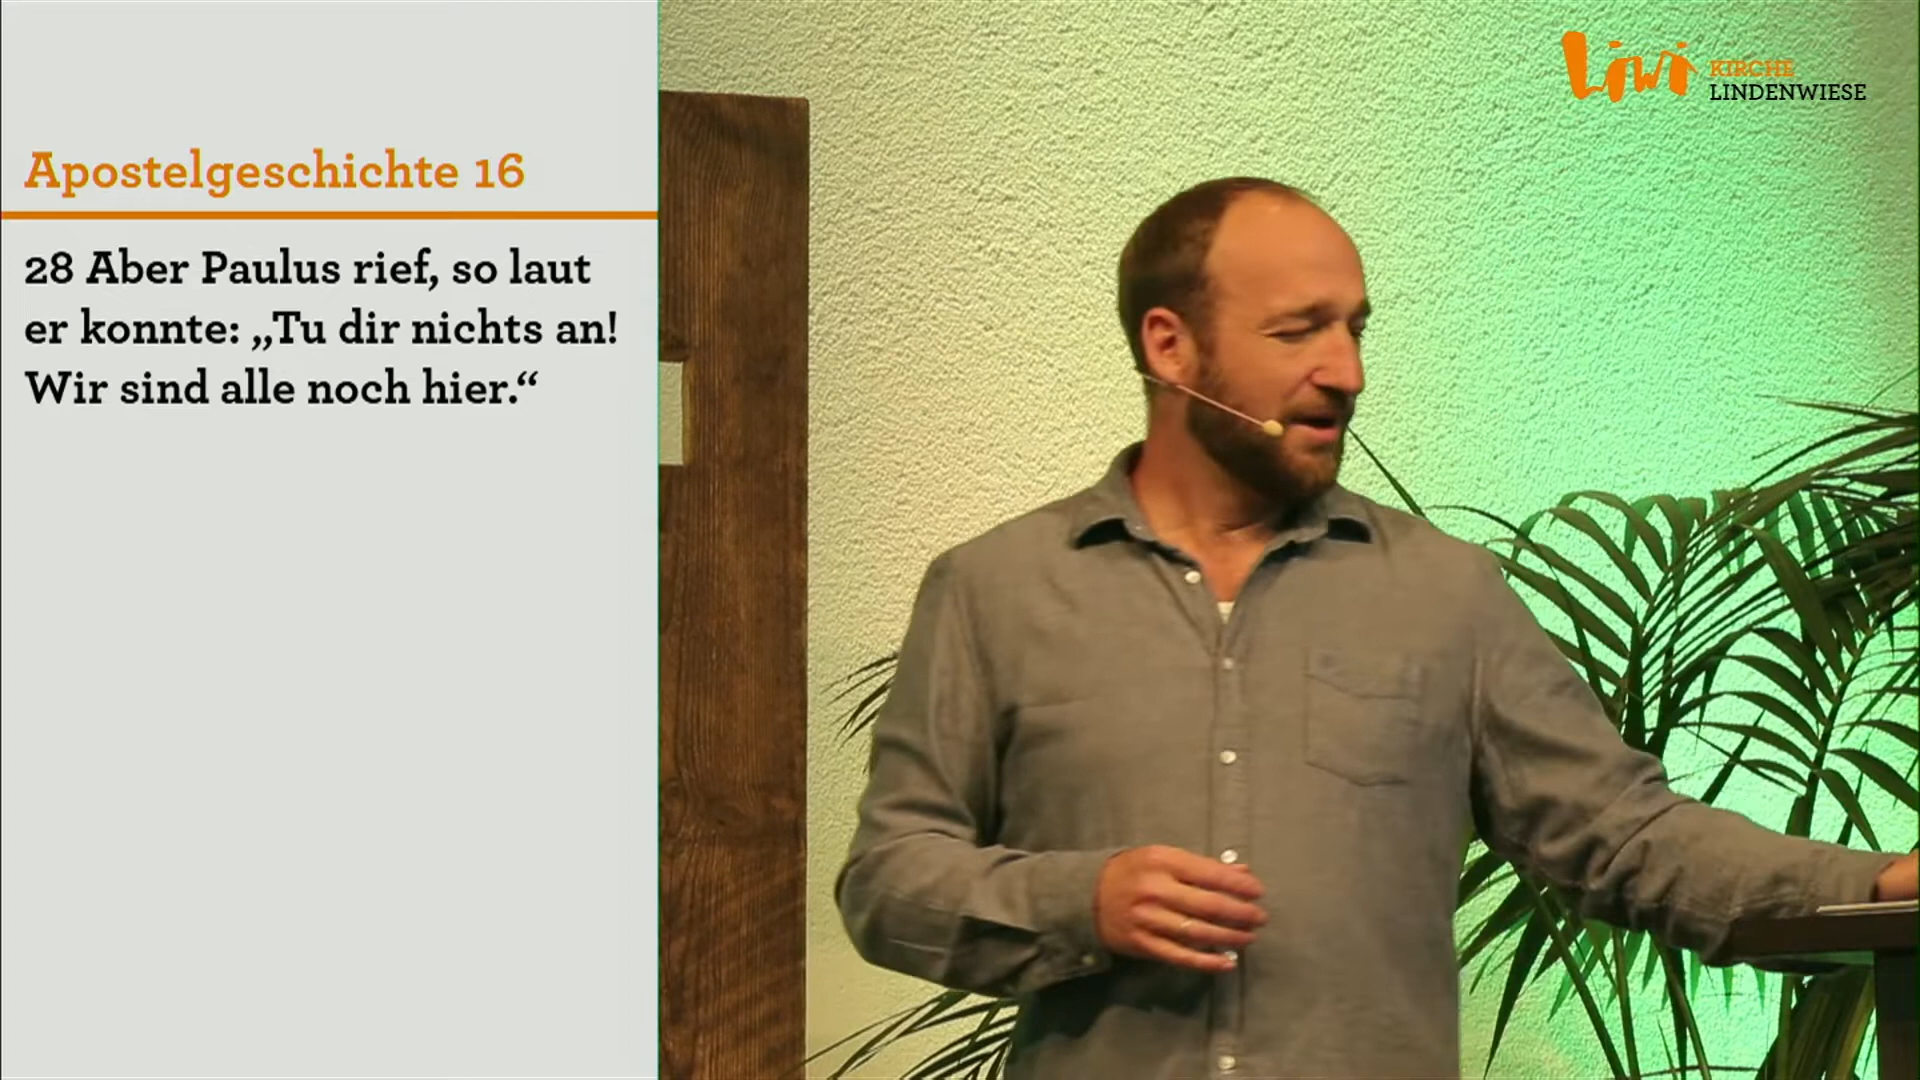 Apostelgeschichte 16
28 Aber Paulus rief, so laut
er konnte: „Tu dir nichts an!
Wir sind alle noch hier.“
Liwi KIRCHE
LINDENWIESE